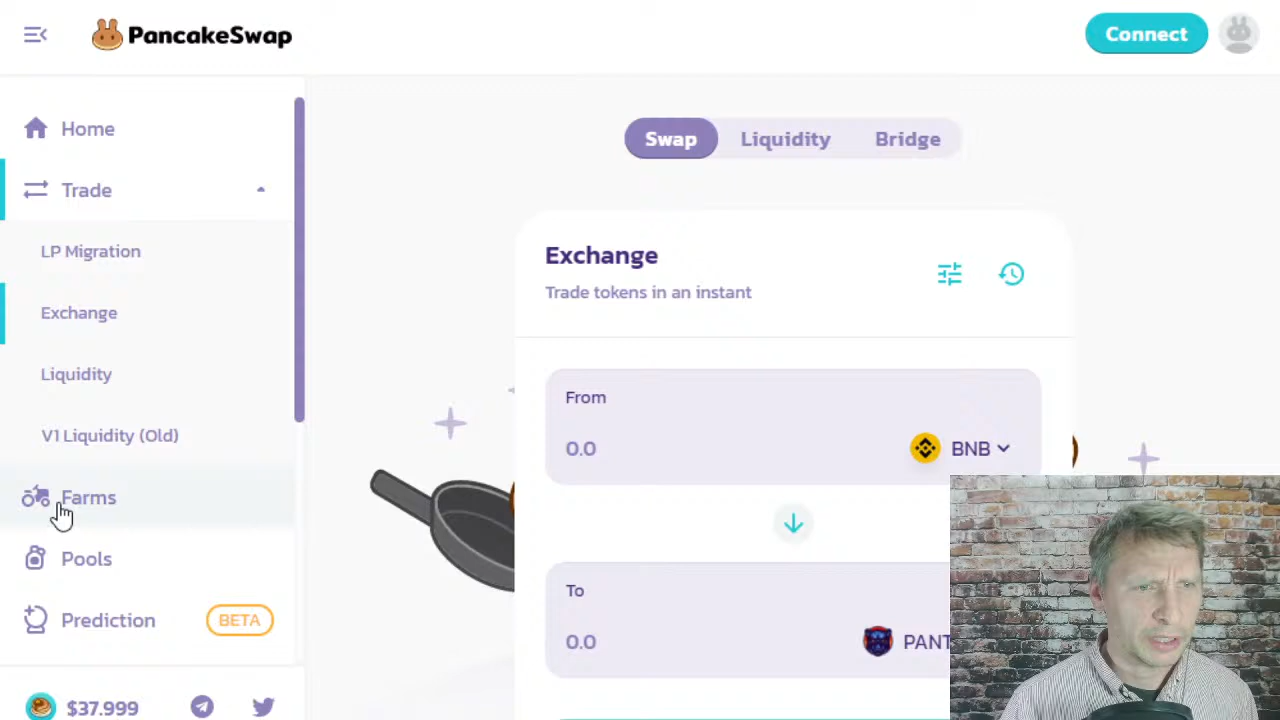 PancakeSwap
Connect
Home
Trade
LP Migration
Exchange
Liquidity
V1 Liquidity (Old)
Farms
Pools
Prediction
BETA
$37.999
Swap
Liquidity
Bridge
Exchange
Trade tokens in an instant
From
0.0
BNB
To
0.0
PANT